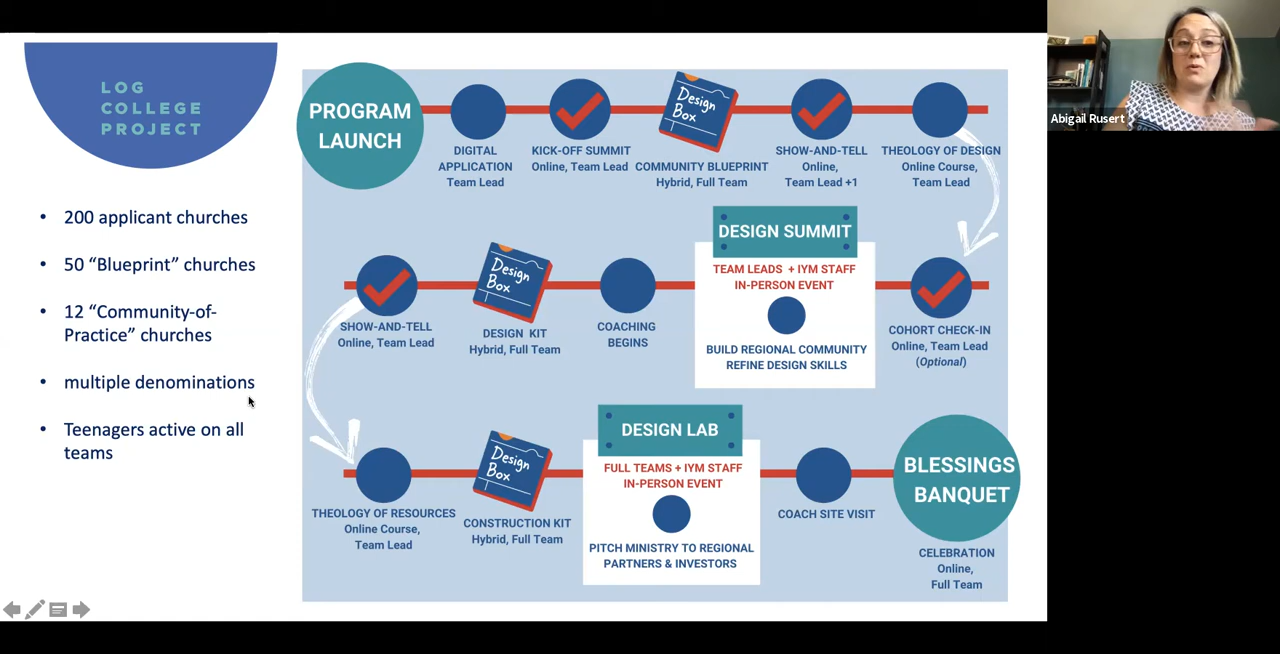 LOG
COLLEGE
PROJECT
• 200 applicant churches
• 50 “Blueprint” churches
• 12 “Community-of-
Practice” churches
• multiple denominations
• Teenagers active on all
teams
PROGRAM
LAUNCH
DIGITAL
APPLICATION
Team Lead
KICK-OFF SUMMIT
Online, Team Lead
Design
Box
COMMUNITY BLUEPRINT
Hybrid, Full Team
SHOW-AND-TELL
Online,
Team Lead +1
THEOLOGY OF DESIGN
Online Course,
Team Lead
SHOW-AND-TELL
Online, Team Lead
Design
Box
DESIGN KIT
Hybrid, Full Team
COACHING
BEGINS
DESIGN SUMMIT
TEAM LEADS + IYM STAFF
IN-PERSON EVENT
BUILD REGIONAL COMMUNITY
REFINE DESIGN SKILLS
COHORT CHECK-IN
Online, Team Lead
(Optional)
THEOLOGY OF RESOURCES
Online Course,
Team Lead
Design
Box
CONSTRUCTION KIT
Hybrid, Full Team
DESIGN LAB
FULL TEAMS + IYM STAFF
IN-PERSON EVENT
PITCH MINISTRY TO REGIONAL
PARTNERS & INVESTORS
COACH SITE VISIT
BLESSINGS
BANQUET
CELEBRATION
Online,
Full Team
Abigail Rusert